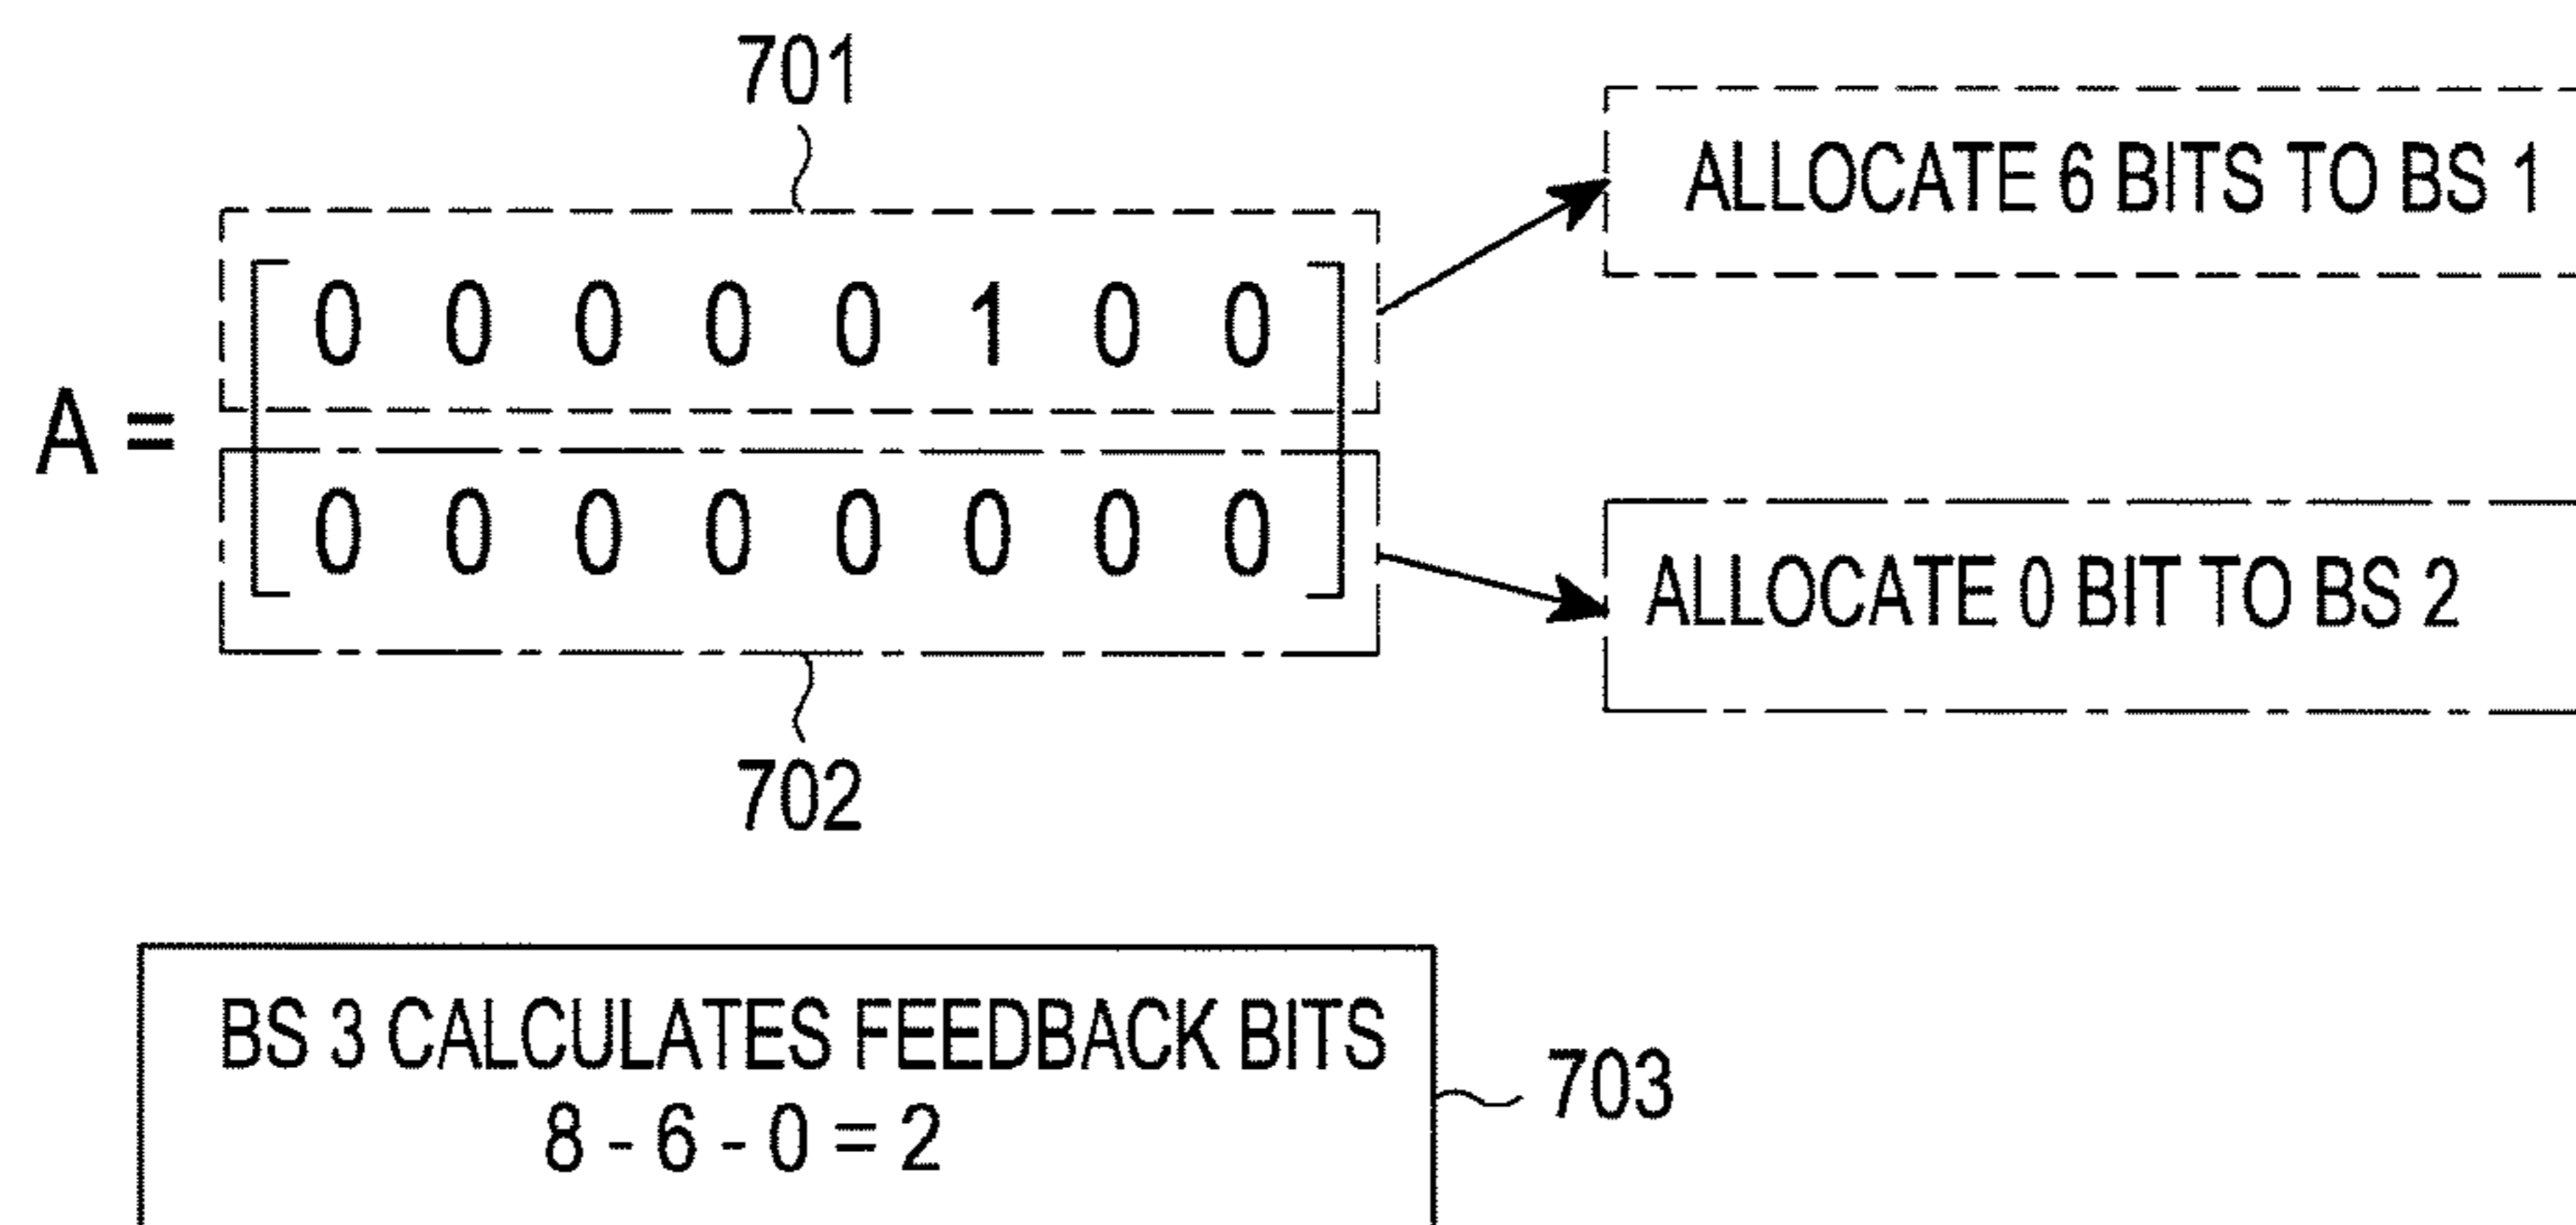 701
ALLOCATE 6 BITS TO BS 1
A =
0 0 0 0 0 1 0 0
0 0 0 0 0 0 0 0
ALLOCATE 0 BIT TO BS 2
702
BS 3 CALCULATES FEEDBACK BITS
8 - 6 - 0 = 2
703